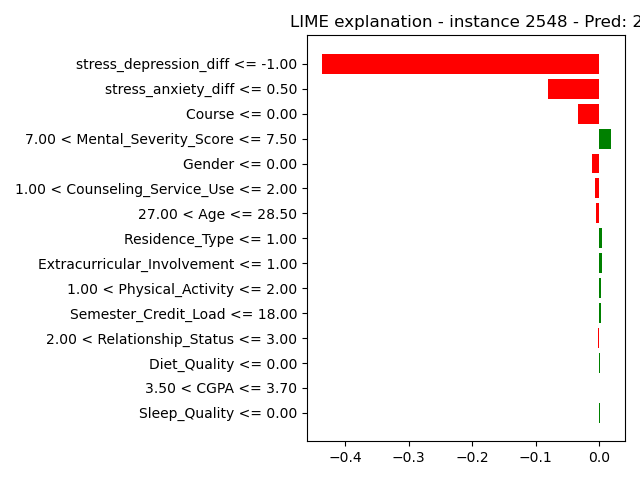 LIME explanation - instance 2548 - Pred: 2
stress_depression_diff <= -1.00
stress_anxiety_diff <= 0.50
Course <= 0.00
7.00 < Mental_Severity_Score <= 7.50
Gender <= 0.00
1.00 < Counseling_Service_Use <= 2.00
27.00 < Age <= 28.50
Residence_Type <= 1.00
Extracurricular_Involvement <= 1.00
1.00 < Physical_Activity <= 2.00
Semester_Credit_Load <= 18.00
2.00 < Relationship_Status <= 3.00
Diet_Quality <= 0.00
3.50 < CGPA <= 3.70
Sleep_Quality <= 0.00
−0.4 −0.3 −0.2 −0.1 0.0